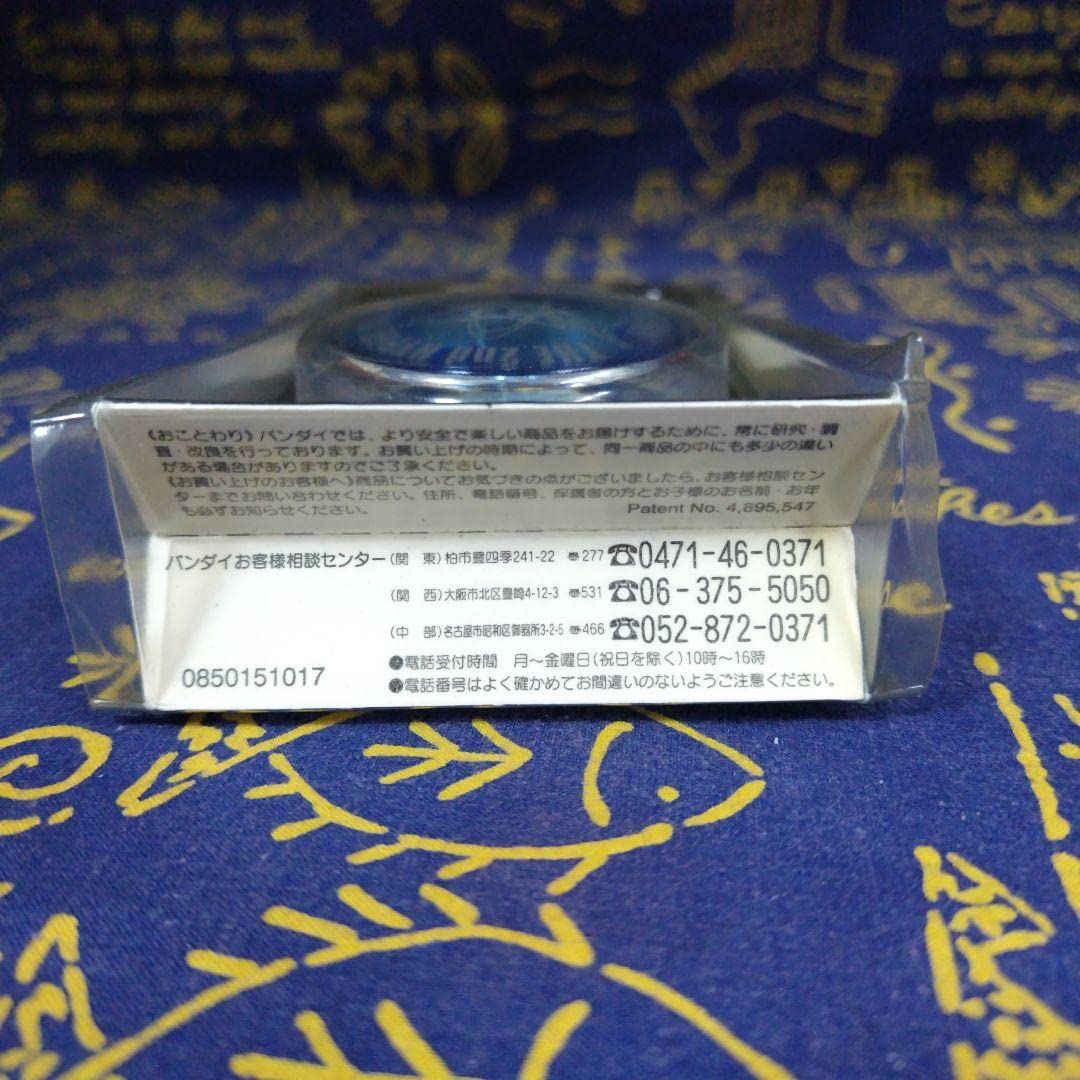 THE 2nd
《おことわり》バンダイでは、より安全で楽しい商品をお届けするために、常に研究・調
査・改良を行っております。お買い上げの時期によって、同一商品の中にも多少の違い
がある場合がありますのでご了承ください。
《お買い上げのお客様へ》商品についてお気づきの点がございましたら、お客様相談セン
ターまでお問い合わせください。住所、電話番号、保護者の方とお子様のお名前・お年
も必ずお知らせください。 Patent No. 4,895,547
バンダイお客様相談センター(関 東)柏市豊四季241-22 〠277 ☎0471-46-0371
(関 西)大阪市北区豊崎4-12-3 〠531 ☎06-375-5050
(中 部)名古屋市昭和区御器所3-2-5 〠466 ☎052-872-0371
●電話受付時間 月～金曜日(祝日を除く)10時～16時
0850151017 ●電話番号はよく確かめてお間違いのないようご注意ください。